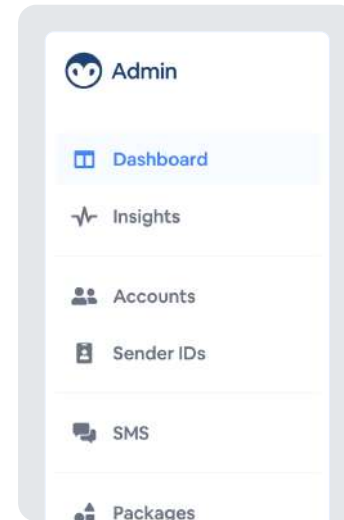 Admin
Dashboard
Insights
Accounts
Sender IDs
SMS
Packages